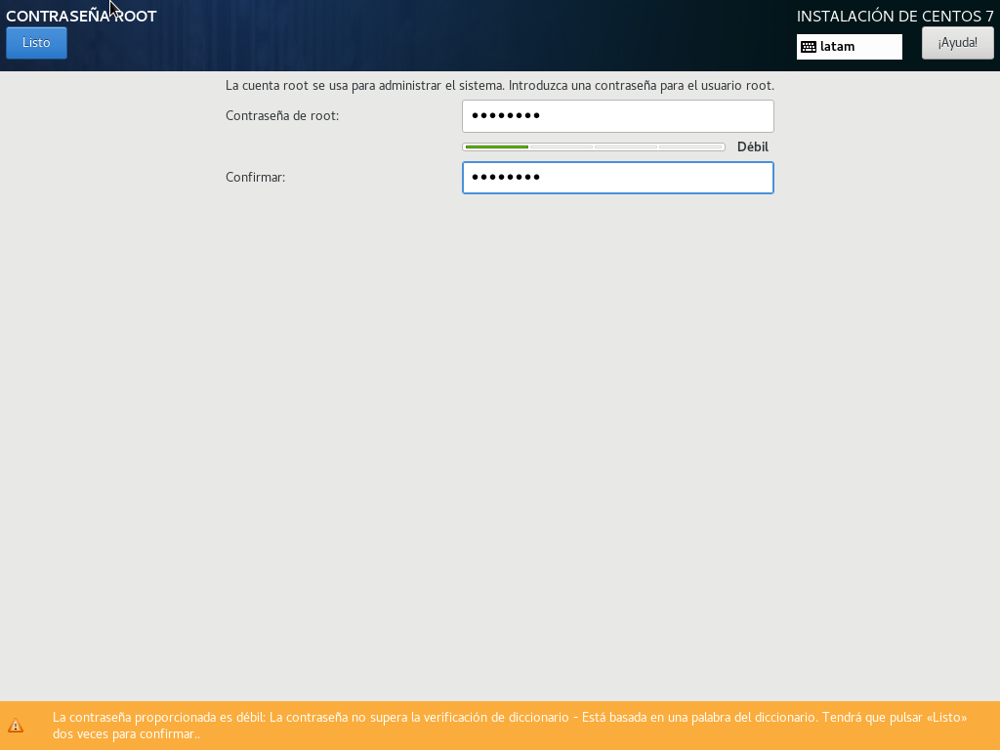 CONTRASEÑA ROOT
INSTALACIÓN DE CENTOS 7
Listo
latam
¡Ayuda!
La cuenta root se usa para administrar el sistema. Introduzca una contraseña para el usuario root.
Contraseña de root:
●●●●●●●●
Débil
Confirmar:
●●●●●●●●
La contraseña proporcionada es débil: La contraseña no supera la verificación de diccionario - Está basada en una palabra del diccionario. Tendrá que pulsar «Listo»
dos veces para confirmar..